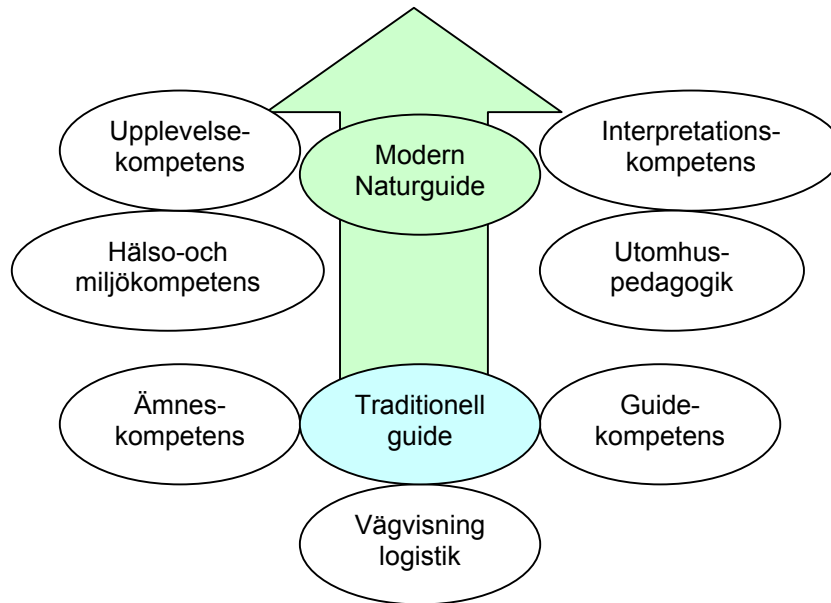 Upplevelse-
kompetens
Modern
Naturguide
Interpretations-
kompetens
Hälso-och
miljökompetens
Utomhus-
pedagogik
Ämnes-
kompetens
Traditionell
guide
Guide-
kompetens
Vägvisning
logistik